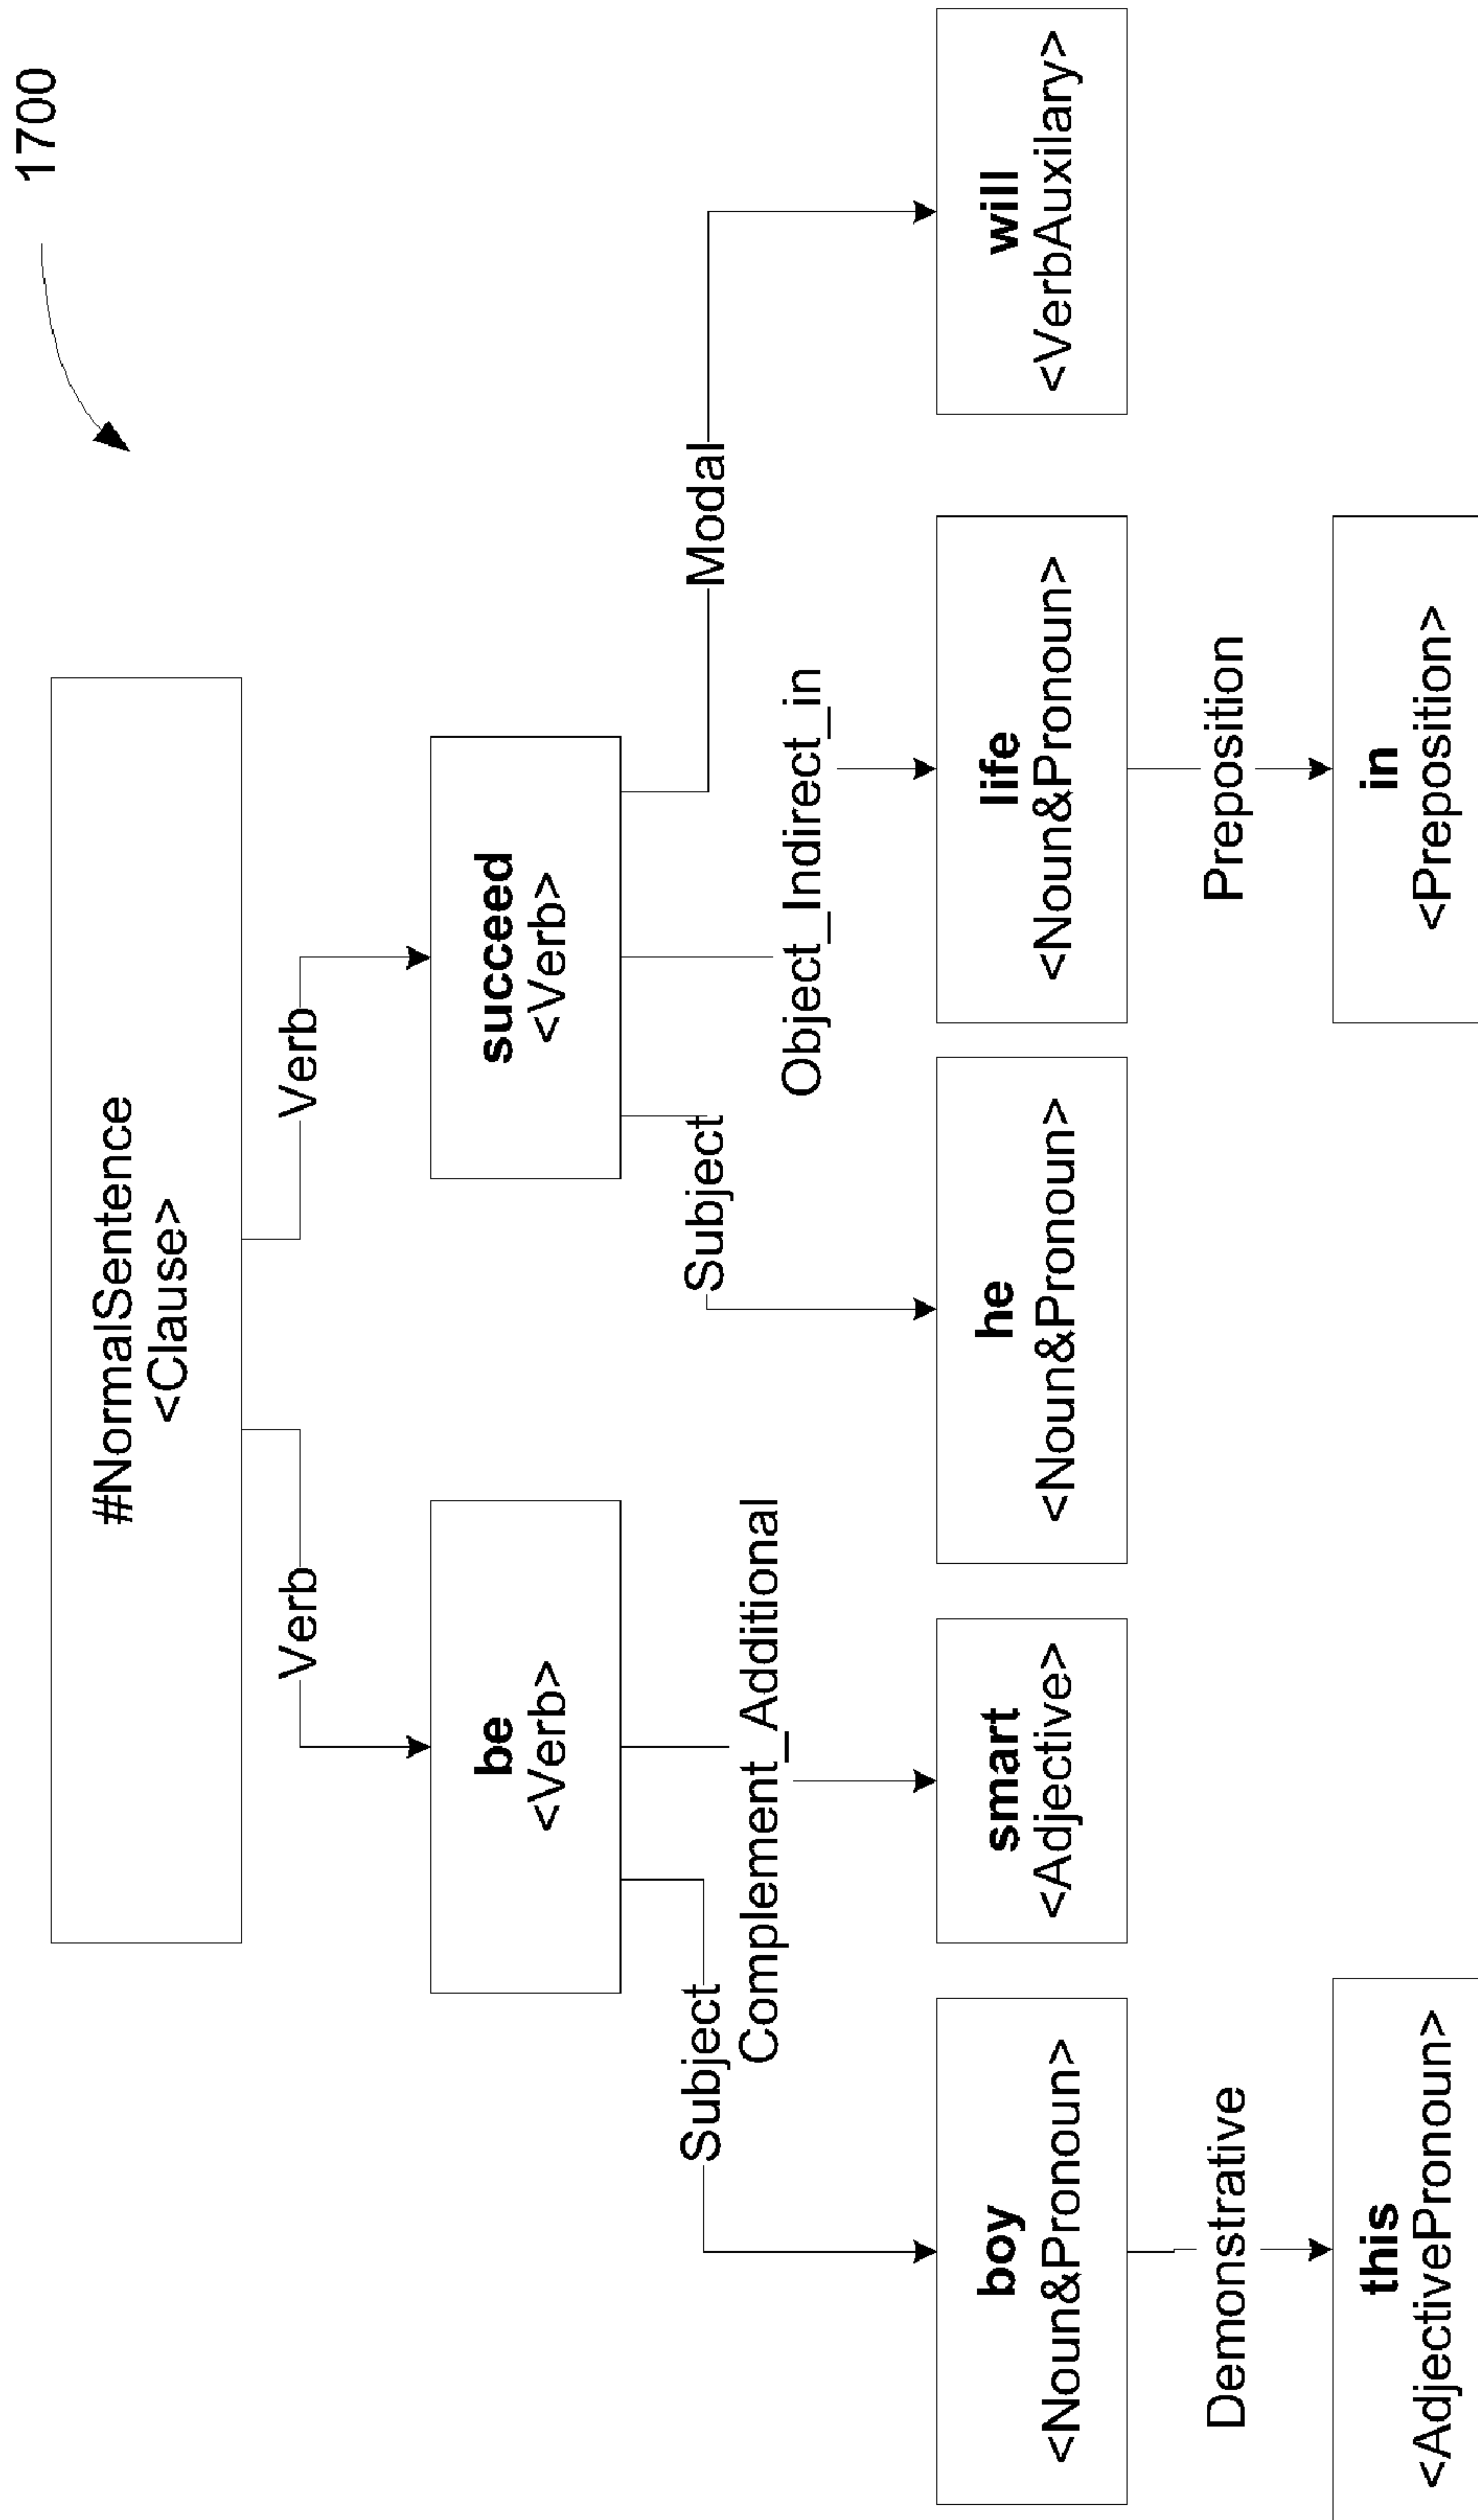 1700
#NormalSentence
<Clause>
Verb
Verb
be
<Verb>
succeed
<Verb>
Subject
Complement_Additional
Subject
Object_Indirect_in
Modal
boy
<Noun&Pronoun>
smart
<Adjective>
he
<Noun&Pronoun>
life
<Noun&Pronoun>
will
<VerbAuxilary>
Demonstrative
Preposition
this
<AdjectivePronoun>
in
<Preposition>